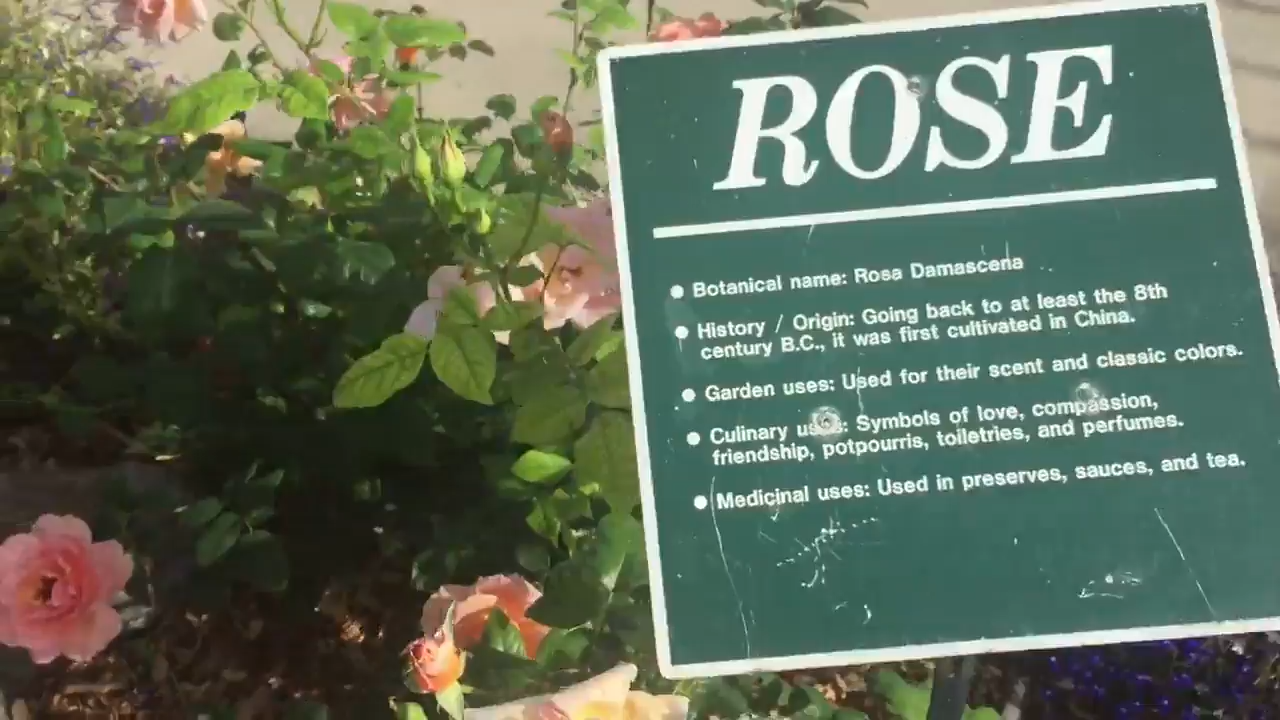 ROSE
• Botanical name: Rosa Damascena
• History / Origin: Going back to at least the 8th
century B.C., it was first cultivated in China.
• Garden uses: Used for their scent and classic colors.
• Culinary uses: Symbols of love, compassion,
friendship, potpourris, toiletries, and perfumes.
• Medicinal uses: Used in preserves, sauces, and tea.